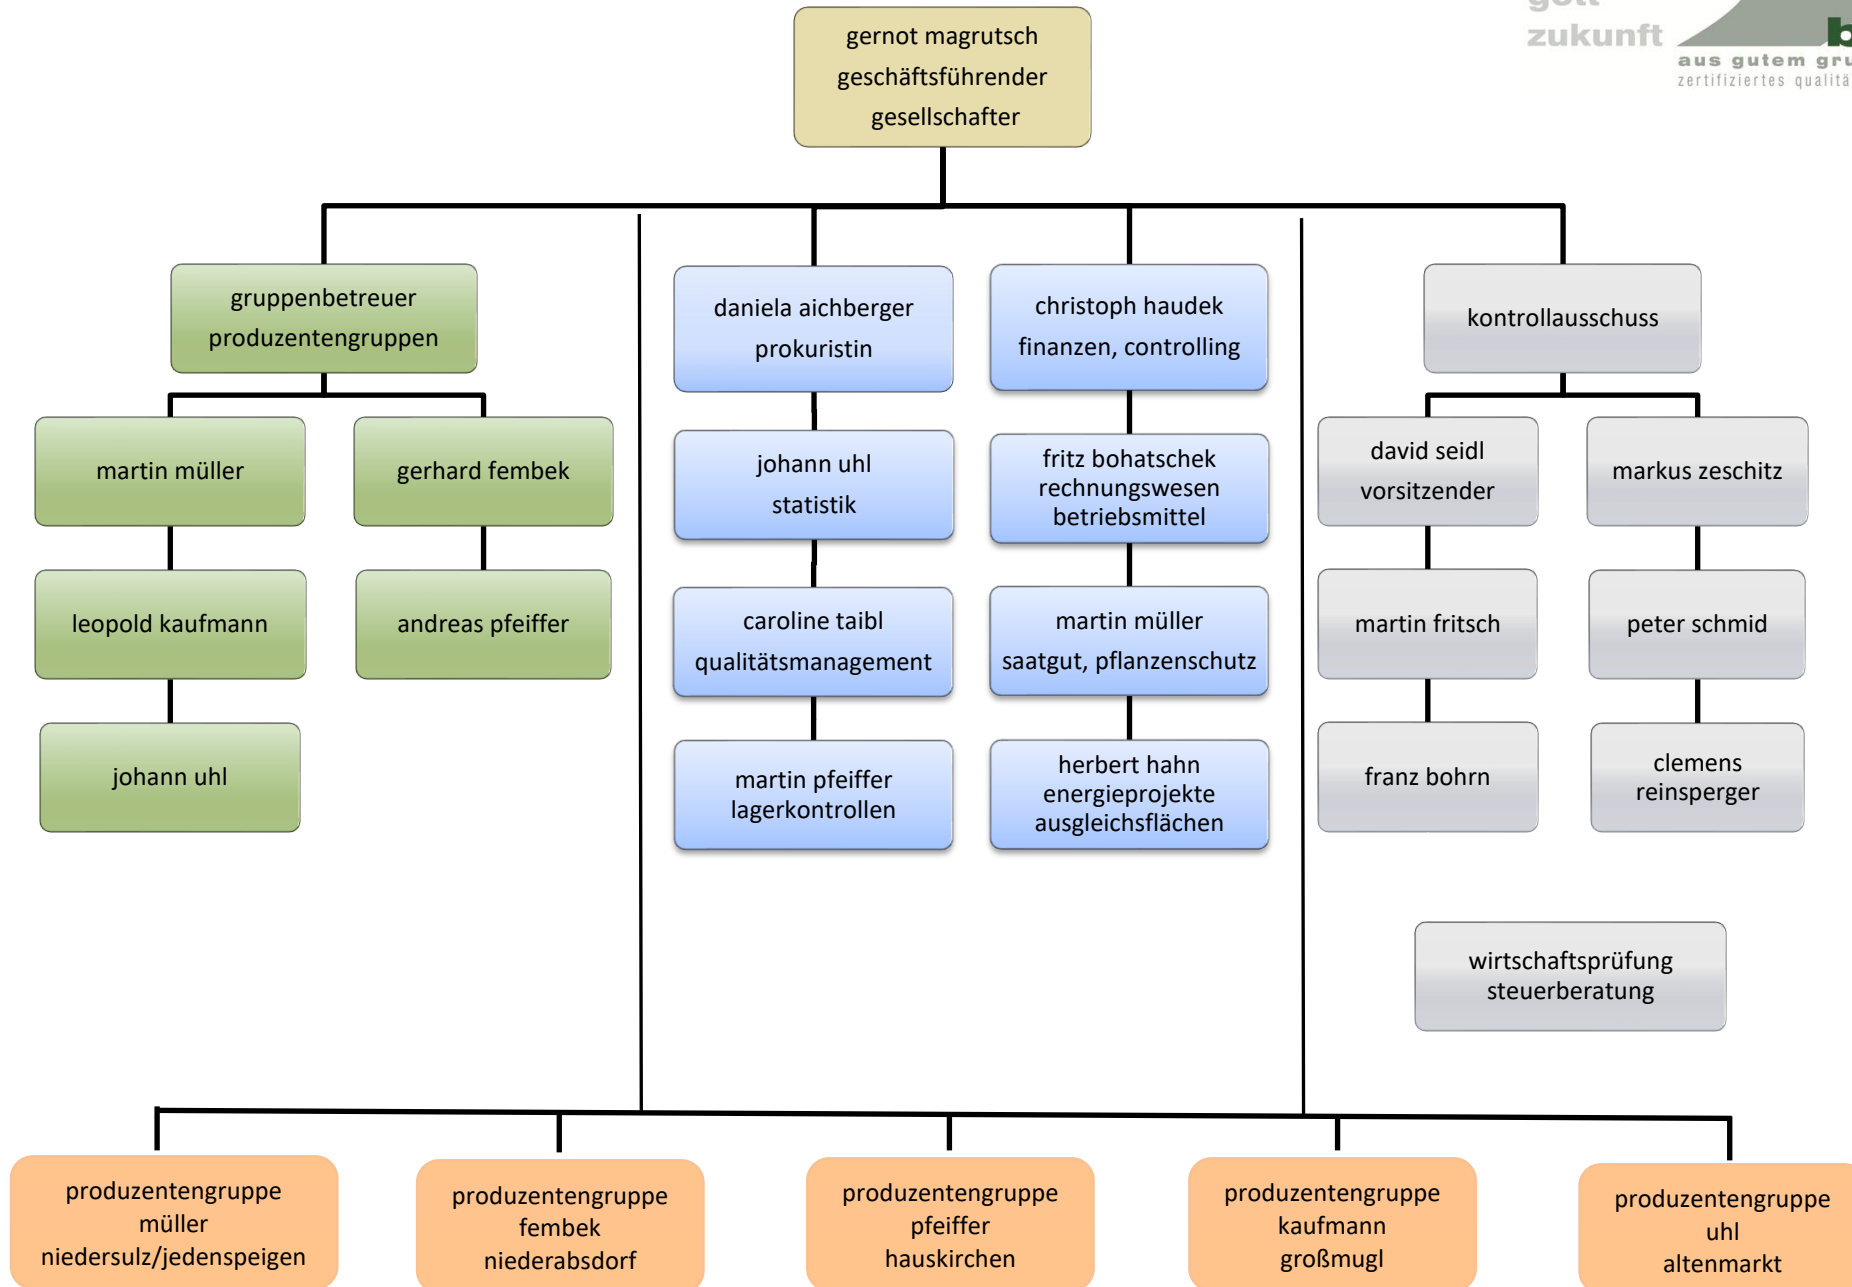 zukunft
aus gutem
zertifiziertes
gernot magrutsch
geschäftsführender
gesellschafter
gruppenbetreuer
produzentengruppen
daniela aichberger
prokuristin
christoph haudek
finanzen, controlling
kontrollausschuss
martin müller
gerhard fembek
johann uhl
statistik
fritz bohatschek
rechnungswesen
betriebsmittel
david seidl
vorsitzender
markus zeschitz
leopold kaufmann
andreas pfeiffer
caroline taibl
qualitätsmanagement
martin müller
saatgut, pflanzenschutz
martin fritsch
peter schmid
johann uhl
martin pfeiffer
lagerkontrollen
herbert hahn
energieprojekte
ausgleichsflächen
franz bohrn
clemens
reinsperger
wirtschaftsprüfung
steuerberatung
produzentengruppe
müller
niedersulz/jedenspeigen
produzentengruppe
fembek
niederabsdorf
produzentengruppe
pfeiffer
hauskirchen
produzentengruppe
kaufmann
großmugl
produzentengruppe
uhl
altenmarkt